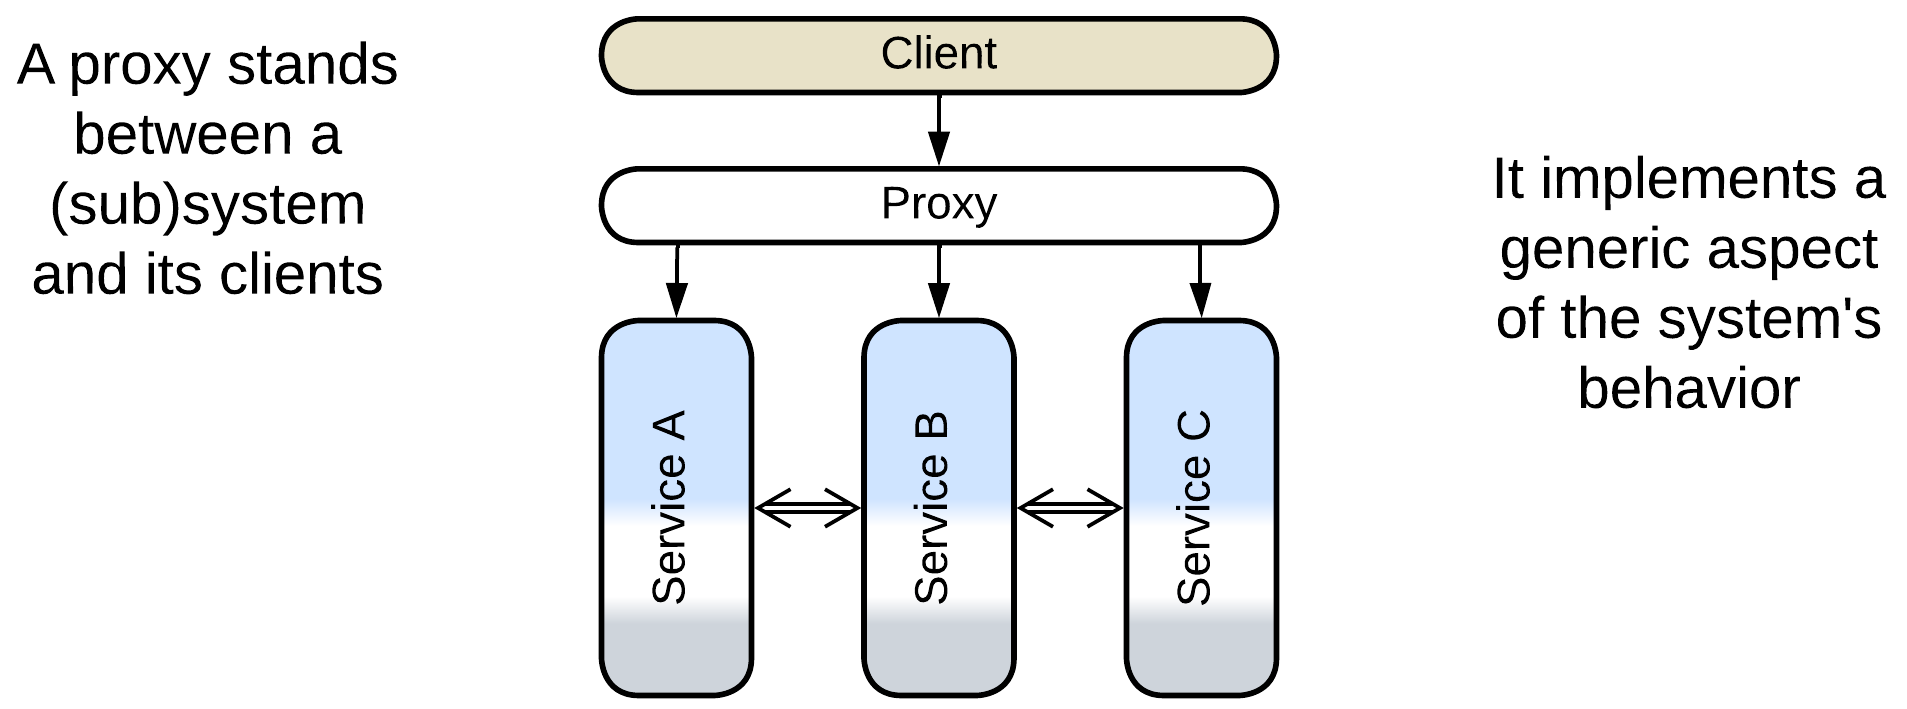 A proxy stands
between a
(sub)system
and its clients
Client
Proxy
Service A
Service B
Service C
It implements a
generic aspect
of the system's
behavior